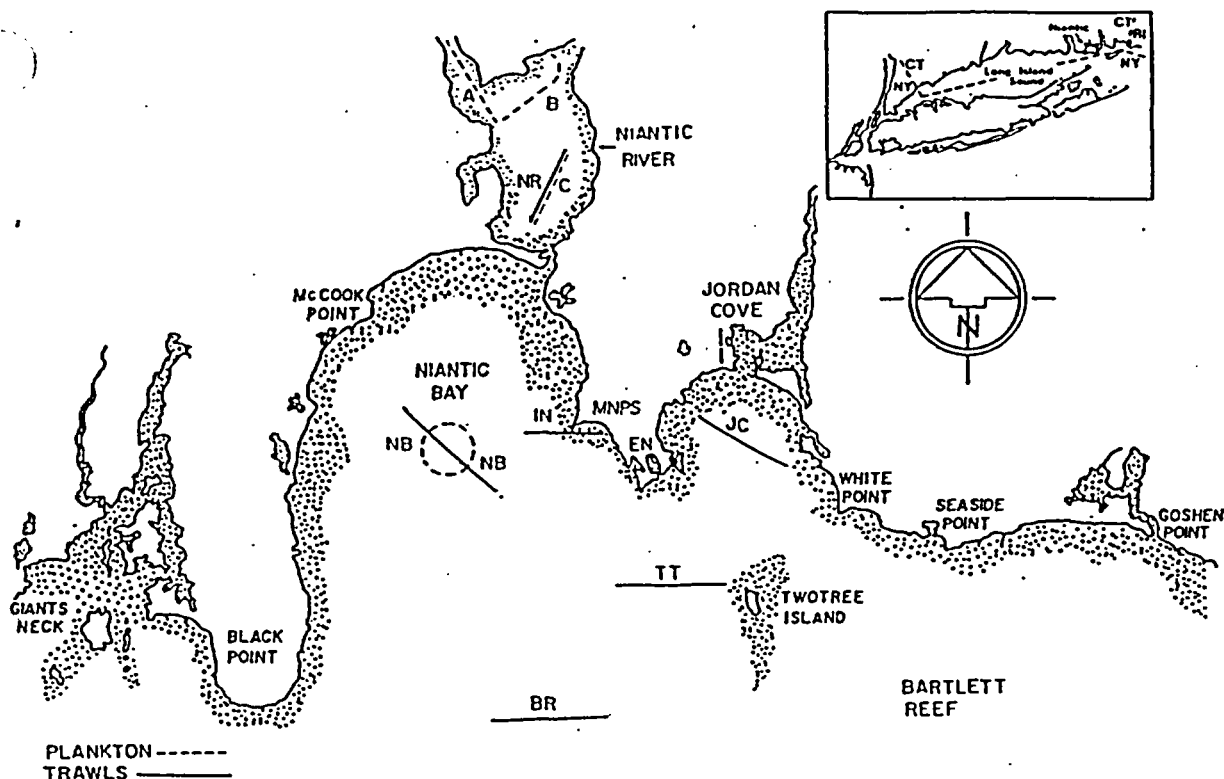 Niantic
CT
RI
NY
CT
NY
Long Island
Sound
A
B
NIANTIC
RIVER
NR
C
McCOOK
POINT
JORDAN
COVE
N
NIANTIC
BAY
IN
MNPS
NB
NB
EN
JC
WHITE
POINT
SEASIDE
POINT
GOSHEN
POINT
TT
TWOTREE
ISLAND
GIANTS
NECK
BLACK
POINT
BARTLETT
REEF
BR
PLANKTON ------
TRAWLS ———